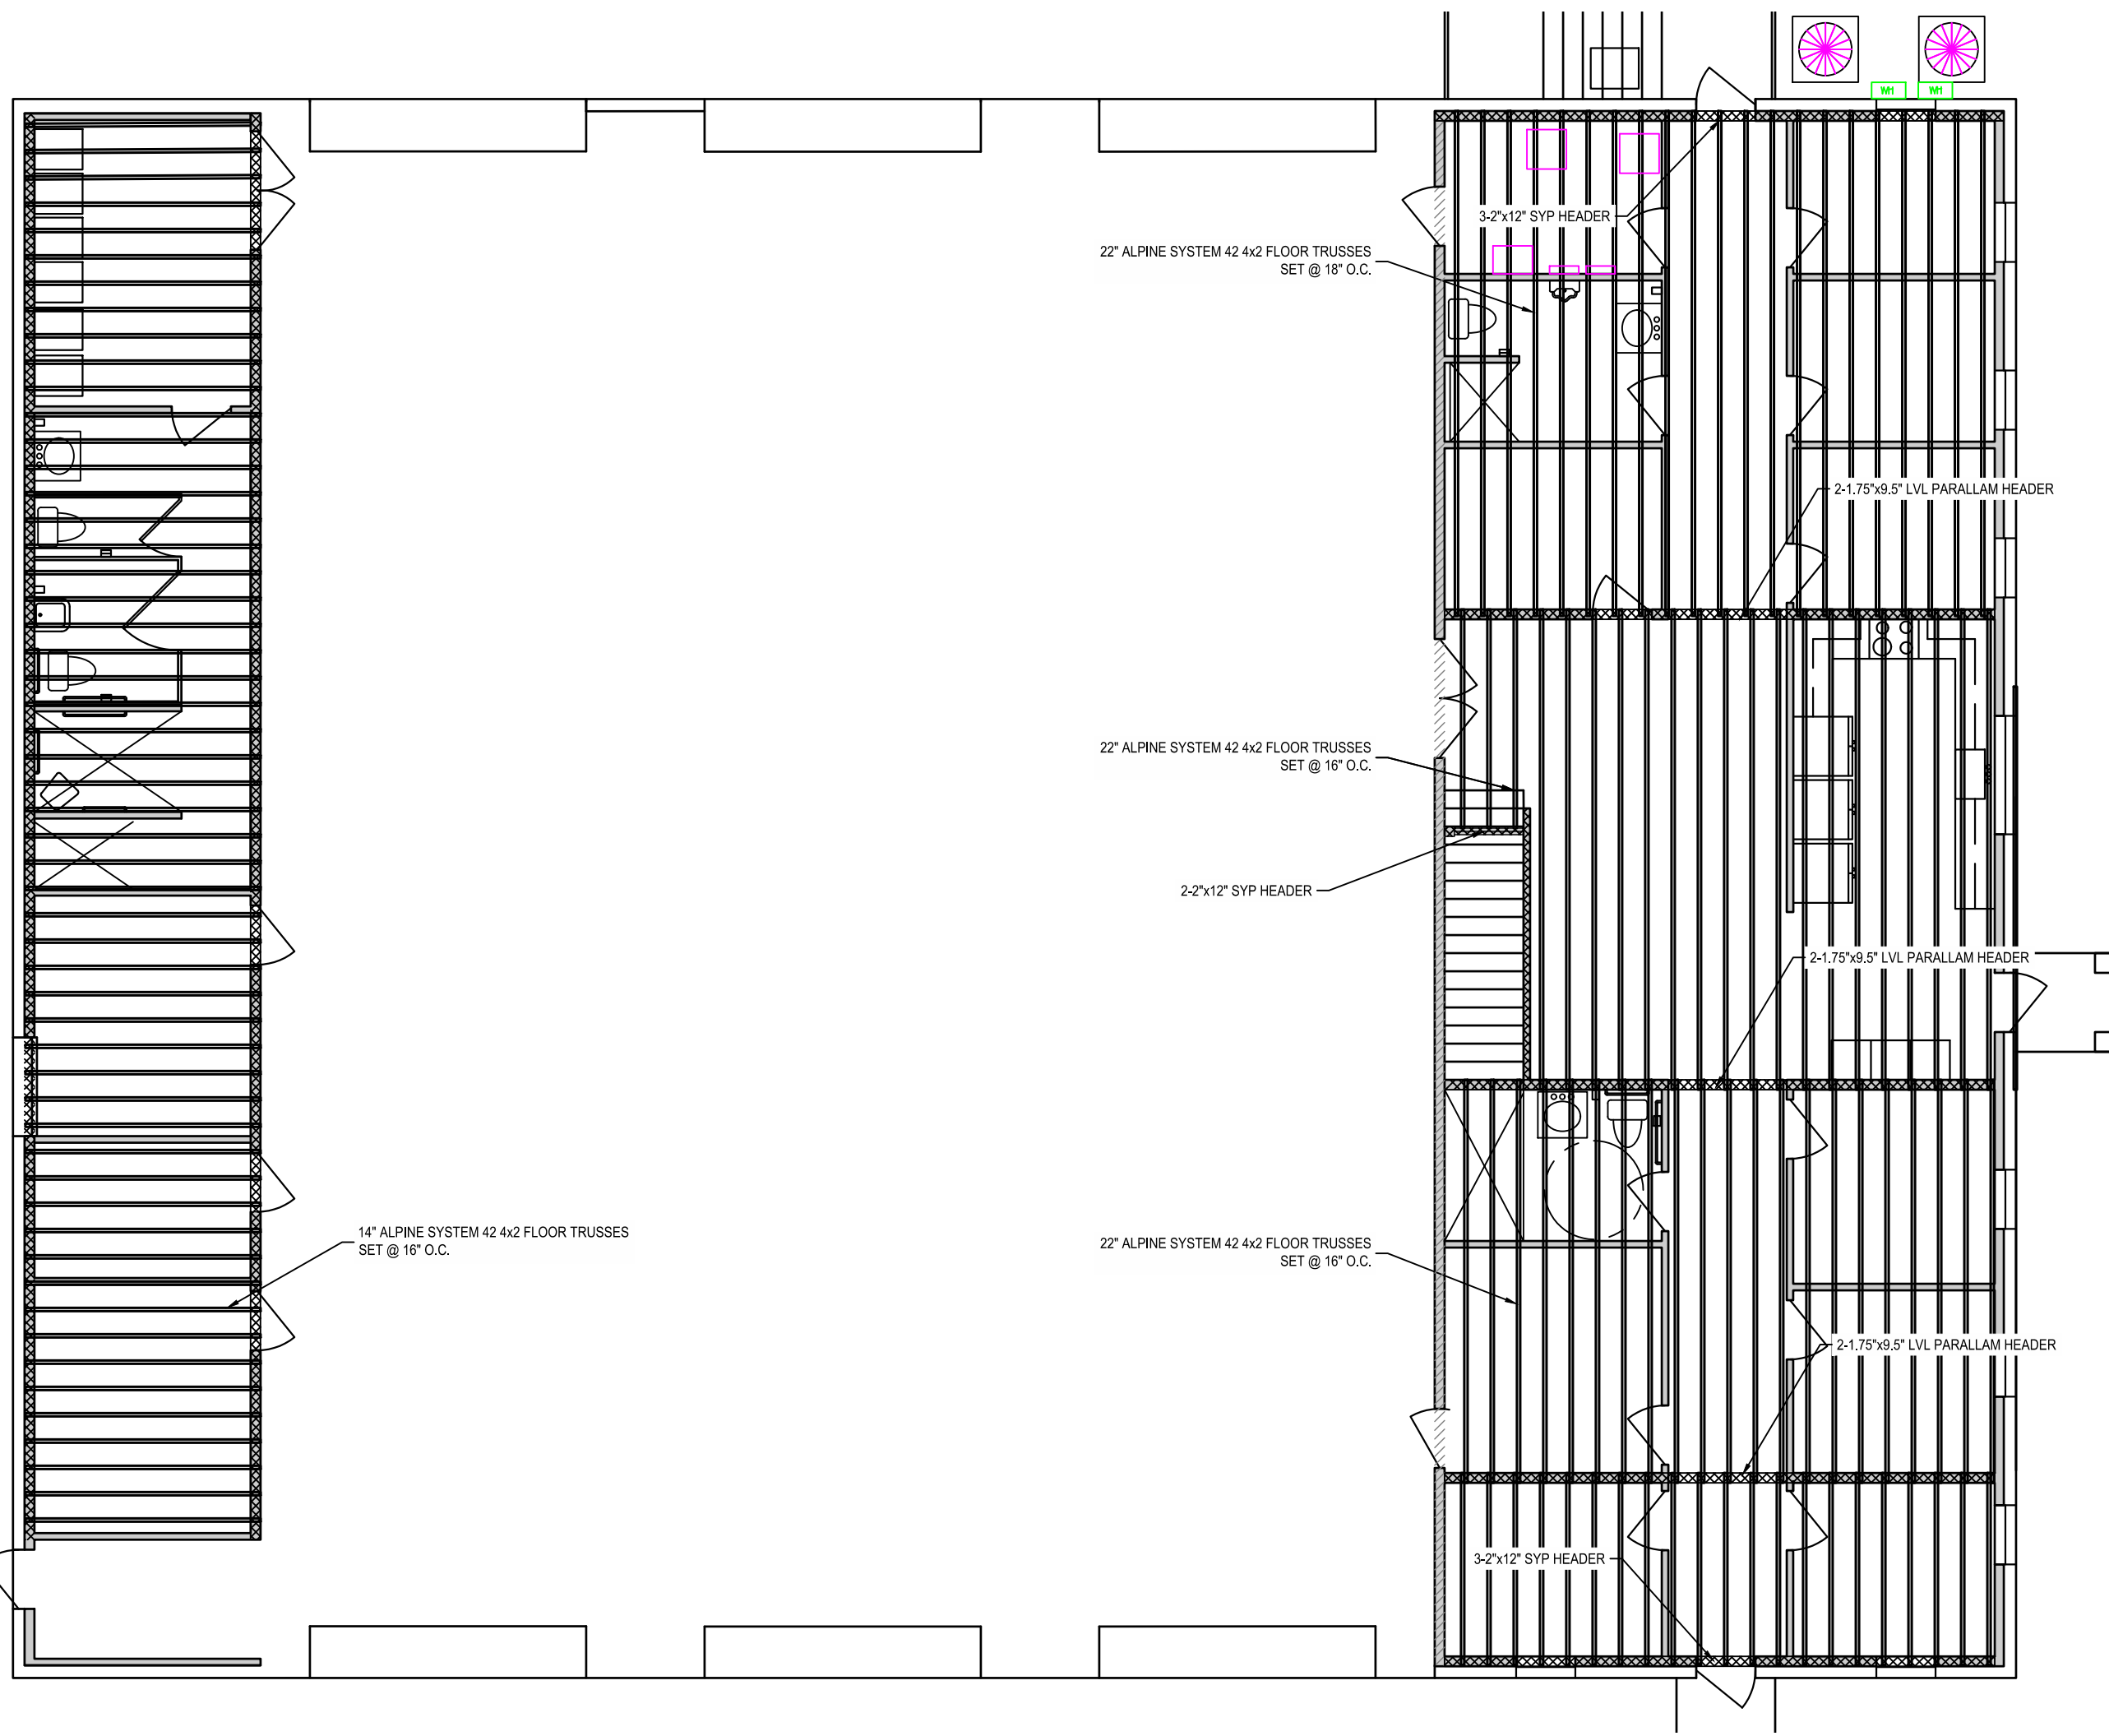 WH
WH
3-2"x12" SYP HEADER
22" ALPINE SYSTEM 42 4x2 FLOOR TRUSSES
SET @ 18" O.C.
2-1.75"x9.5" LVL PARALLAM HEADER
22" ALPINE SYSTEM 42 4x2 FLOOR TRUSSES
SET @ 16" O.C.
2-2"x12" SYP HEADER
2-1.75"x9.5" LVL PARALLAM HEADER
14" ALPINE SYSTEM 42 4x2 FLOOR TRUSSES
SET @ 16" O.C.
22" ALPINE SYSTEM 42 4x2 FLOOR TRUSSES
SET @ 16" O.C.
2-1.75"x9.5" LVL PARALLAM HEADER
3-2"x12" SYP HEADER